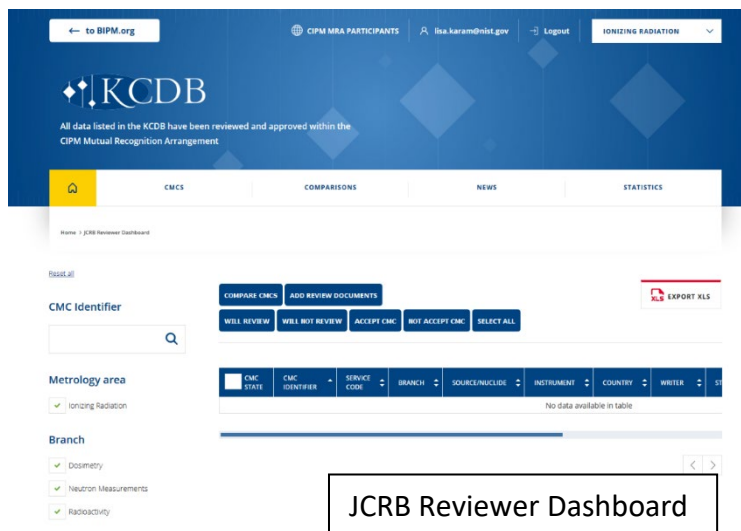 ← to BIPM.org
CIPM MRA PARTICIPANTS
lisa.karam@nist.gov
Logout
IONIZING RADIATION
KCDB
All data listed in the KCDB have been reviewed and approved within the
CIPM Mutual Recognition Arrangement
CMCS
COMPARISONS
NEWS
STATISTICS
Home > JCRB Reviewer Dashboard
Reset all
CMC Identifier
COMPARE CMCS
ADD REVIEW DOCUMENTS
XLS EXPORT XLS
WILL REVIEW
WILL NOT REVIEW
ACCEPT CMC
NOT ACCEPT CMC
SELECT ALL
Metrology area
Ionizing Radiation
CMC STATE
CMC IDENTIFIER
SERVICE CODE
BRANCH
SOURCE/NUCLIDE
INSTRUMENT
COUNTRY
WRITER
ST
No data available in table
Branch
Dosimetry
Neutron Measurements
Radioactivity
JCRB Reviewer Dashboard